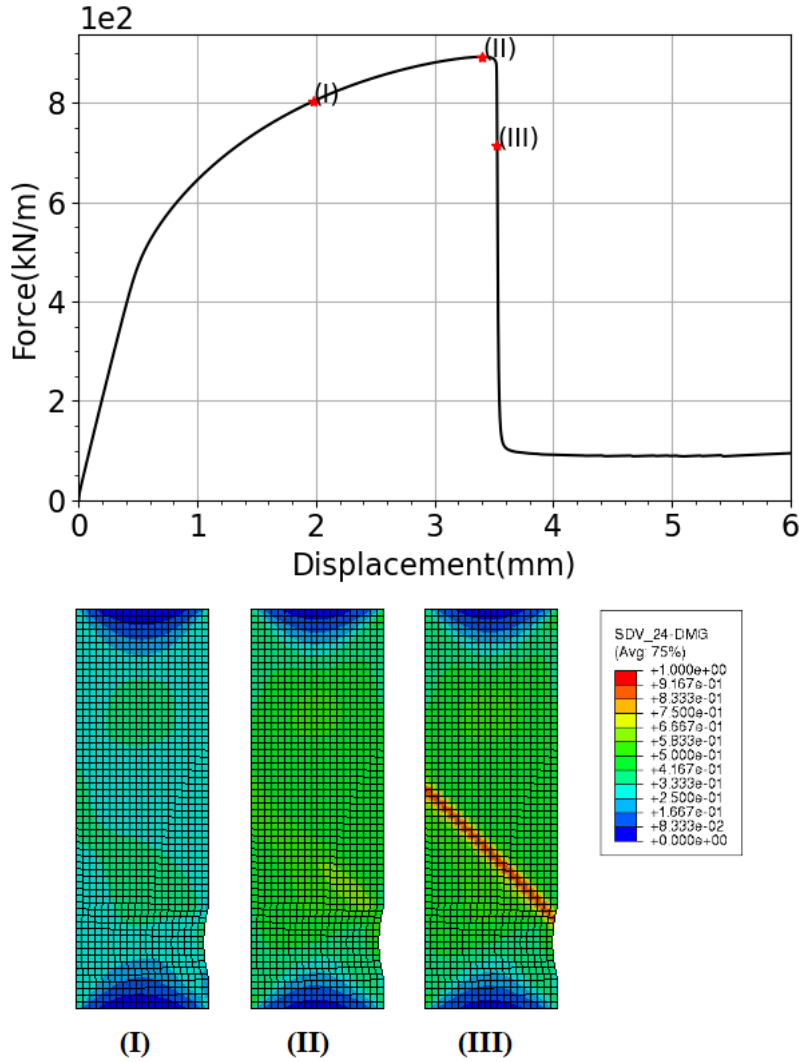 1e2
(II)
(I)
(III)
8
6
4
2
0
Force(kN/m)
0 1 2 3 4 5 6
Displacement(mm)
SDV_24-DMG
(Avg: 75%)
+1.000e+00
+9.167e-01
+8.333e-01
+7.500e-01
+6.667e-01
+5.833e-01
+5.000e-01
+4.167e-01
+3.333e-01
+2.500e-01
+1.667e-01
+8.333e-02
+0.000e+00
(I) (II) (III)